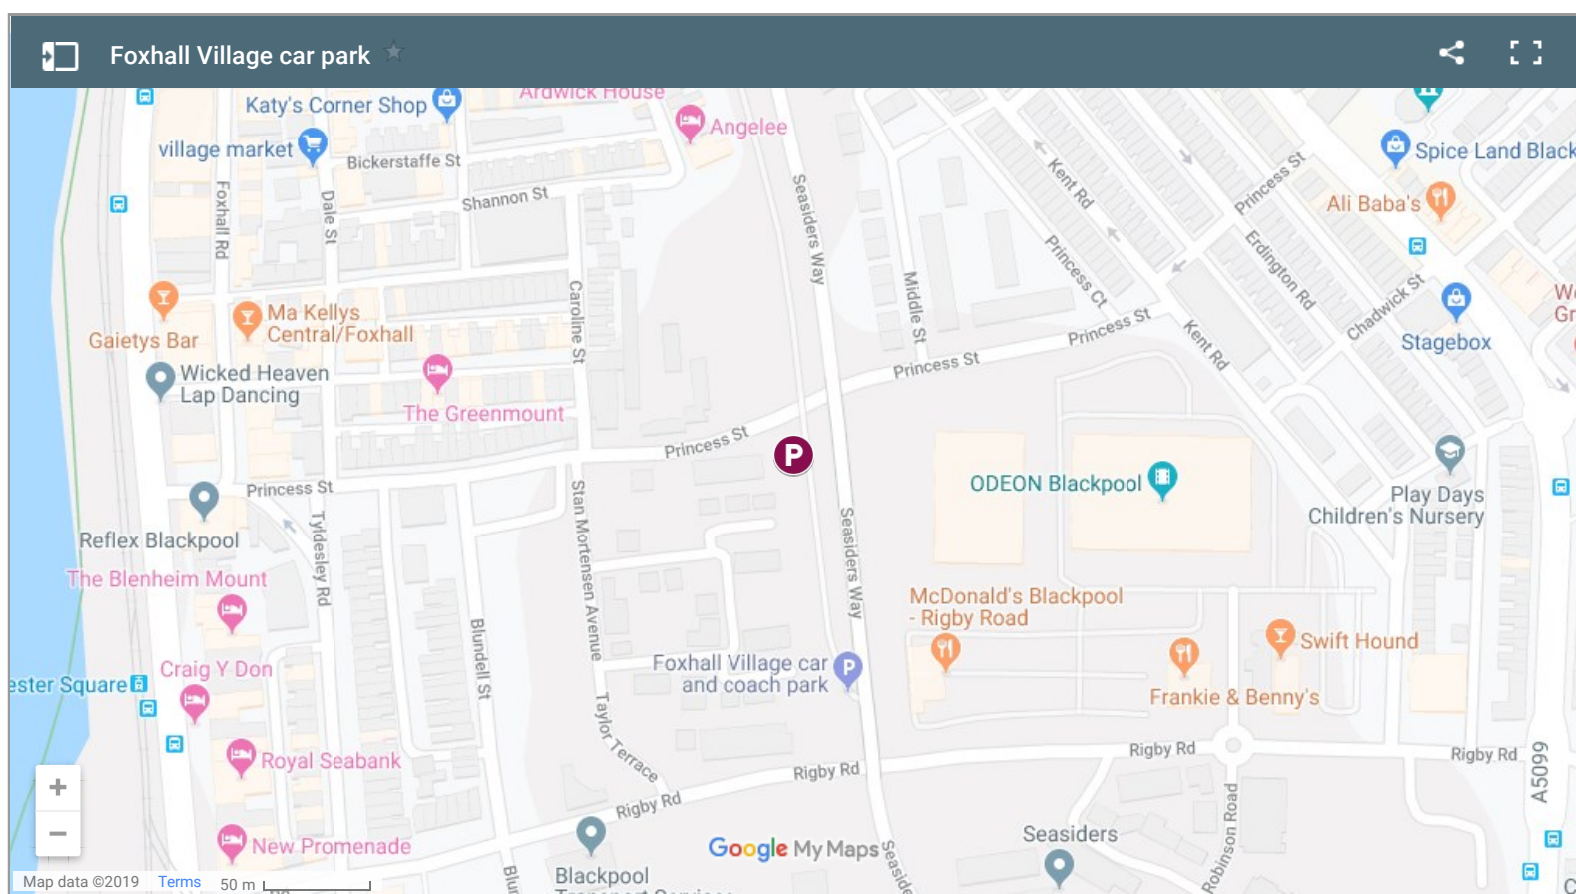 Foxhall Village car park
Ardwick House
Katy's Corner Shop
Angelee
village market
Bickerstaffe St
Shannon St
Foxhall Rd
Dale St
Seasiders Way
Kent Rd
Princess St
Spice Land Black
Ali Baba's
Erdington Rd
Princess Ct
Middle St
Caroline St
Chadwick St
Gaietys Bar
Ma Kellys
Central/Foxhall
Princess St
Kent Rd
Stagebox
Princess St
Wicked Heaven
Lap Dancing
The Greenmount
Princess St
P
ODEON Blackpool
Play Days
Children's Nursery
Princess St
Reflex Blackpool
Tyldesley Rd
Stan Mortensen Avenue
Seasiders Way
The Blenheim Mount
McDonald's Blackpool
- Rigby Road
Swift Hound
Blundell St
Craig Y Don
Foxhall Village car
and coach park
P
ester Square
Frankie & Benny's
Taylor Terrace
Royal Seabank
Rigby Rd
Rigby Rd
Rigby Rd
A5099
Rigby Rd
Robinson Road
Seasiders
New Promenade
Google My Maps
Blackpool
+
−
Map data ©2019 Terms 50 m